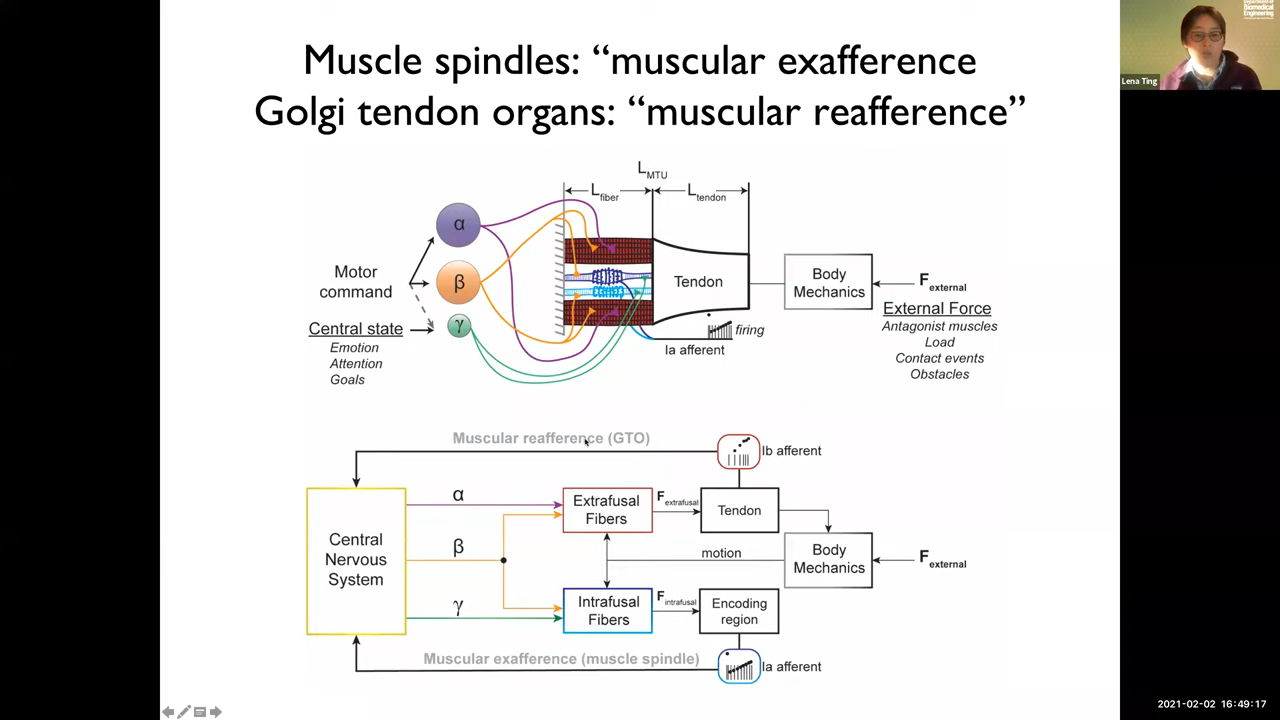 Muscle spindles: “muscular exafference
Golgi tendon organs: “muscular reafference”
Biomedical
Engineering
Lena Ting
LMTU
Lfiber
Ltendon
α
Motor
command
β
Tendon
Body
Mechanics
Fexternal
External Force
Antagonist muscles
Load
Contact events
Obstacles
Central state
Emotion
Attention
Goals
γ
firing
Ia afferent
Muscular reafference (GTO)
Ib afferent
Central
Nervous
System
α
Extrafusal
Fibers
Fextrafusal
Tendon
β
motion
Body
Mechanics
Fexternal
γ
Intrafusal
Fibers
Fintrafusal
Encoding
region
Muscular exafference (muscle spindle)
Ia afferent
2021-02-02 16:49:17